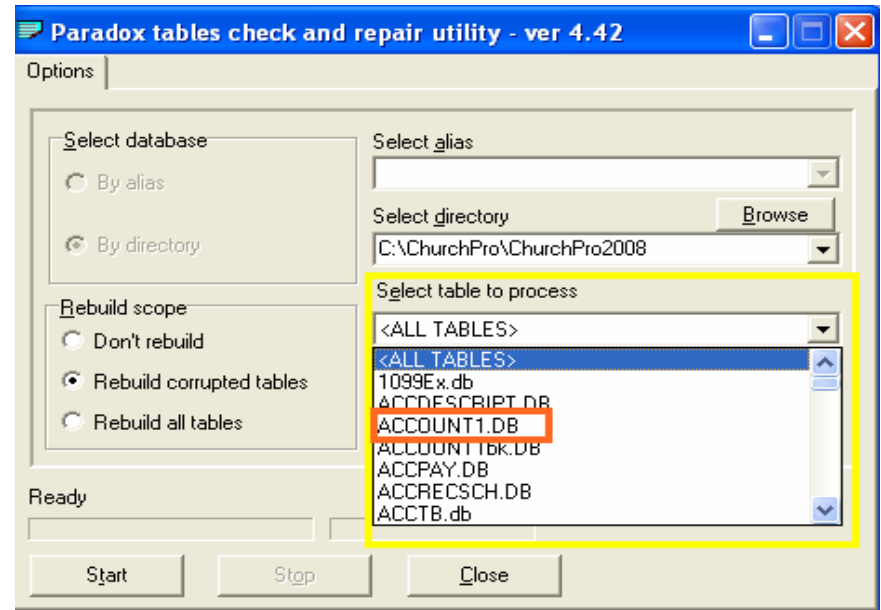 Paradox tables check and repair utility - ver 4.42
Options
Select database
By alias
By directory
Select alias
Select directory
Browse
C:\ChurchPro\ChurchPro2008
Rebuild scope
Don't rebuild
Rebuild corrupted tables
Rebuild all tables
Select table to process
<ALL TABLES>
<ALL TABLES>
1099Ex.db
ACCDESCRIPT.DB
ACCOUNT1.DB
ACCOUNT1bk.DB
ACCPAY.DB
ACCRECSCH.DB
ACCTB.db
Ready
Start
Stop
Close